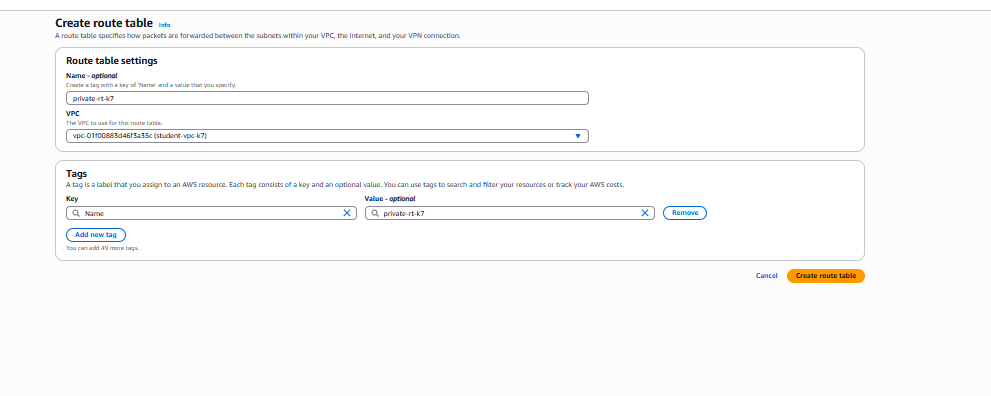 Create route table Info
A route table specifies how packets are forwarded between the subnets within your VPC, the internet, and your VPN connection.
Route table settings
Name - optional
Create a tag with a key of 'Name' and a value that you specify.
private-rt-k7
VPC
The VPC to use for this route table.
vpc-01f00883d46f3a35c (student-vpc-k7)
Tags
A tag is a label that you assign to an AWS resource. Each tag consists of a key and an optional value. You can use tags to search and filter your resources or track your AWS costs.
Key Value - optional
Name private-rt-k7 Remove
Add new tag
You can add 49 more tags.
Cancel Create route table